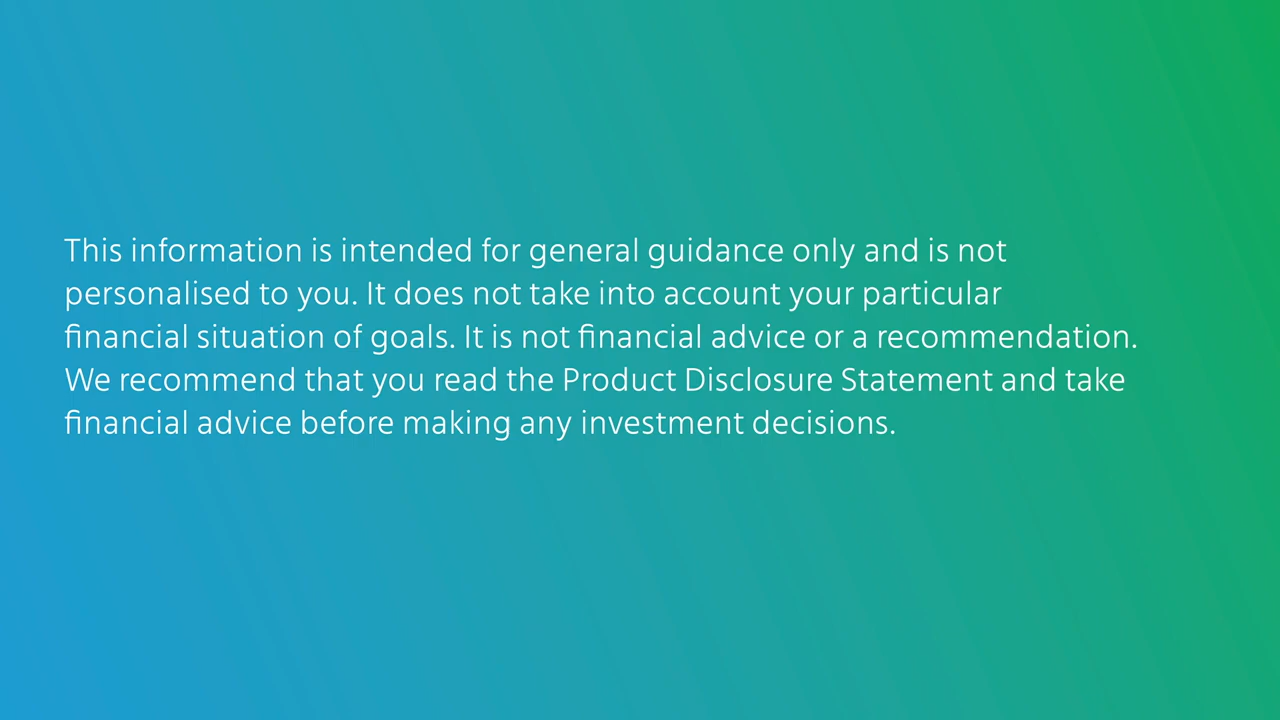 This information is intended for general guidance only and is not
personalised to you. It does not take into account your particular
financial situation of goals. It is not financial advice or a recommendation.
We recommend that you read the Product Disclosure Statement and take
financial advice before making any investment decisions.